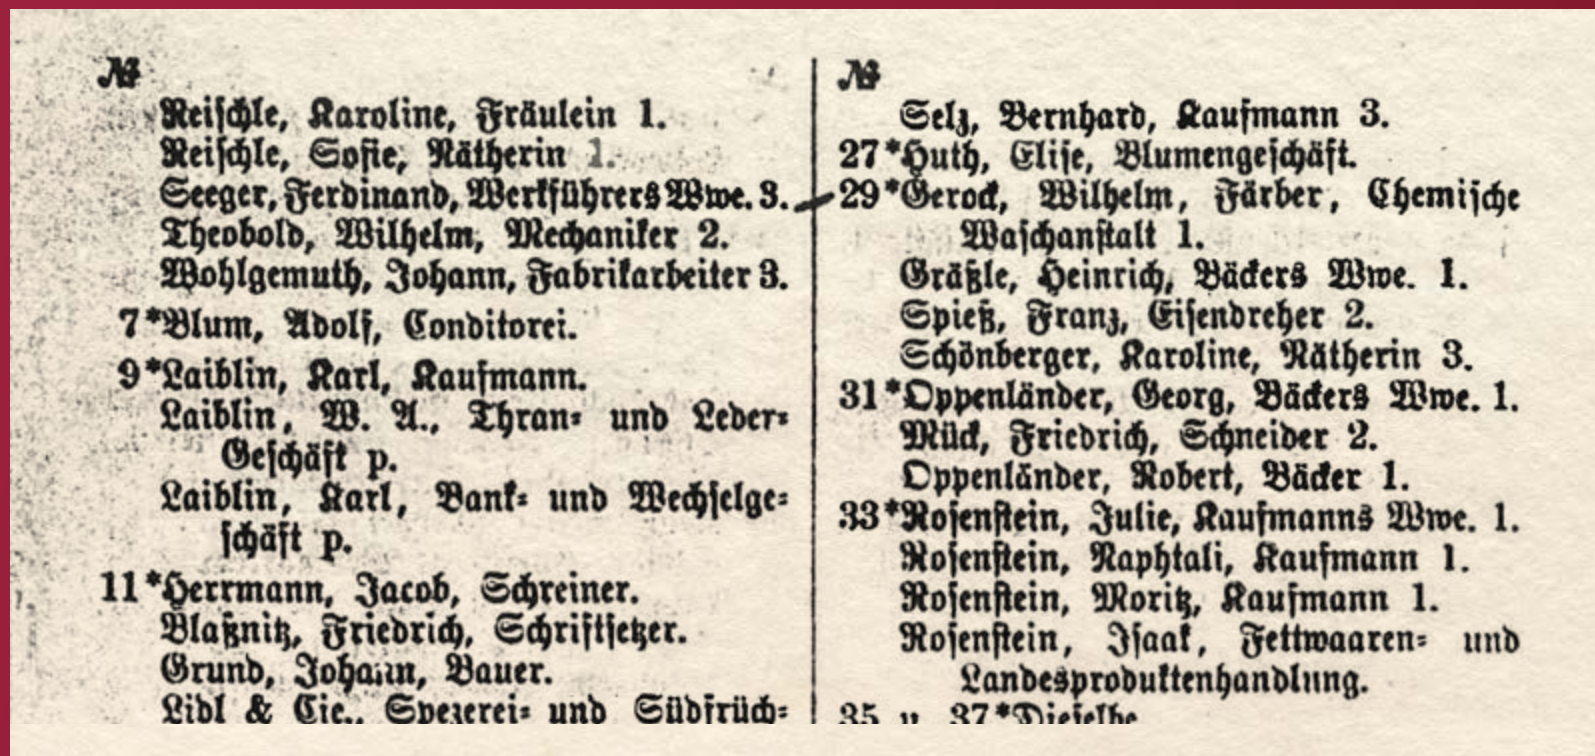 №
Reischle, Karoline, Fräulein 1.
Reischle, Sofie, Nätherin 1.
Seeger, Ferdinand, Werkführers Wwe. 3.
Theobold, Wilhelm, Mechaniker 2.
Wohlgemuth, Johann, Fabrikarbeiter 3.
7*Blum, Adolf, Conditorei.
9*Laiblin, Karl, Kaufmann.
Laiblin, W. A., Thran- und Leder-
Geschäft p.
Laiblin, Karl, Bank- und Wechselge-
schäft p.
11*Herrmann, Jacob, Schreiner.
Blaßnitz, Friedrich, Schriftsetzer.
Grund, Johann, Bauer.
Lidl & Cie., Spezerei- und Südfrüch-
№
Selz, Bernhard, Kaufmann 3.
27*Huth, Elise, Blumengeschäft.
29*Gerock, Wilhelm, Färber, Chemische
Waschanstalt 1.
Gräßle, Heinrich, Bäckers Wwe. 1.
Spieß, Franz, Eisendreher 2.
Schönberger, Karoline, Nätherin 3.
31*Oppenländer, Georg, Bäckers Wwe. 1.
Mück, Friedrich, Schneider 2.
Oppenländer, Robert, Bäcker 1.
33*Rosenstein, Julie, Kaufmanns Wwe. 1.
Rosenstein, Naphtali, Kaufmann 1.
Rosenstein, Moritz, Kaufmann 1.
Rosenstein, Isaak, Fettwaaren- und
Landesproduktenhandlung.
35 u. 37*Dieselbe